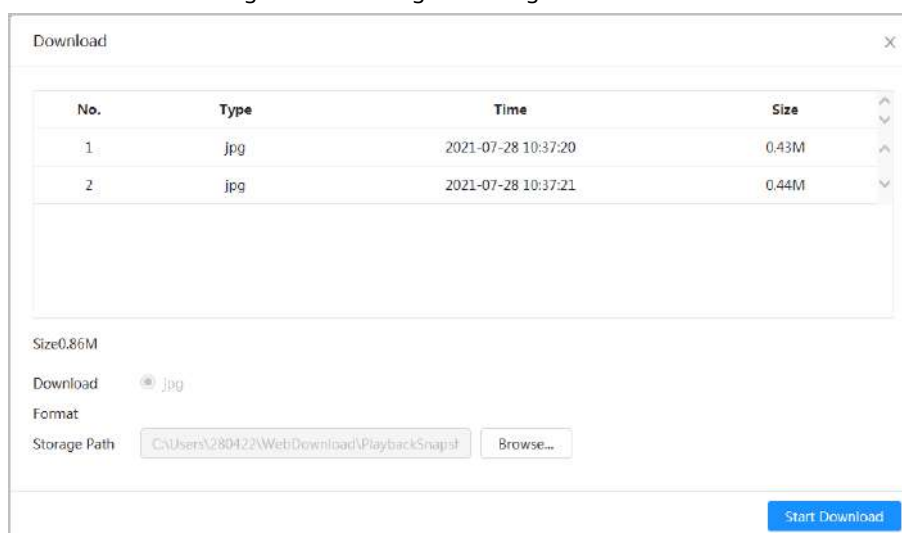 Download
No. Type Time Size
1 jpg 2021-07-28 10:37:20 0.43M
2 jpg 2021-07-28 10:37:21 0.44M
Size0.86M
Download jpg
Format
Storage Path C:\Users\280422\WebDownload\PlaybackSnapsh Browse...
Start Download